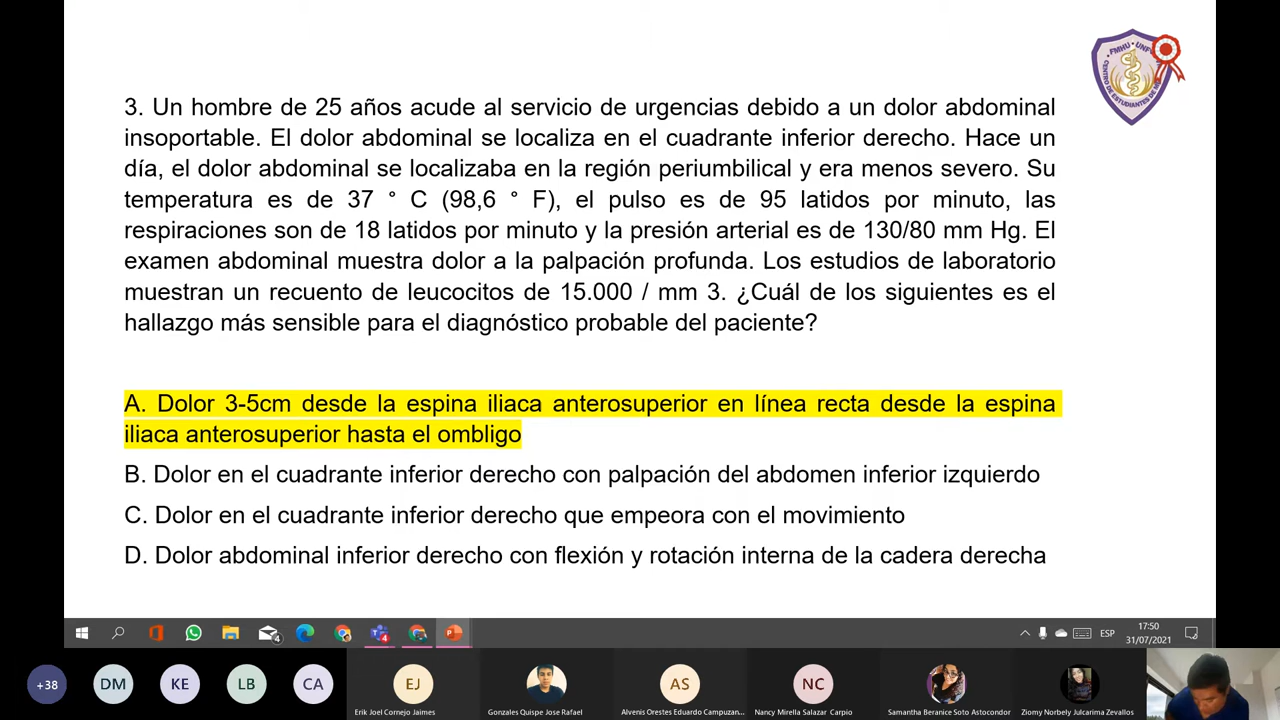 3. Un hombre de 25 años acude al servicio de urgencias debido a un dolor abdominal
insoportable. El dolor abdominal se localiza en el cuadrante inferior derecho. Hace un
día, el dolor abdominal se localizaba en la región periumbilical y era menos severo. Su
temperatura es de 37 ° C (98,6 ° F), el pulso es de 95 latidos por minuto, las
respiraciones son de 18 latidos por minuto y la presión arterial es de 130/80 mm Hg. El
examen abdominal muestra dolor a la palpación profunda. Los estudios de laboratorio
muestran un recuento de leucocitos de 15.000 / mm 3. ¿Cuál de los siguientes es el
hallazgo más sensible para el diagnóstico probable del paciente?
A. Dolor 3-5cm desde la espina iliaca anterosuperior en línea recta desde la espina
iliaca anterosuperior hasta el ombligo
B. Dolor en el cuadrante inferior derecho con palpación del abdomen inferior izquierdo
C. Dolor en el cuadrante inferior derecho que empeora con el movimiento
D. Dolor abdominal inferior derecho con flexión y rotación interna de la cadera derecha
4
4
ESP
17:50
31/07/2021
+38
DM
KE
LB
CA
EJ
AS
NC
Erik Joel Cornejo Jaimes
Gonzales Quispe Jose Rafael
Alvenis Orestes Eduardo Campuzan...
Nancy Mirella Salazar Carpio
Samantha Beranice Soto Astocondor
Ziomy Norbely Julcarima Zevallos